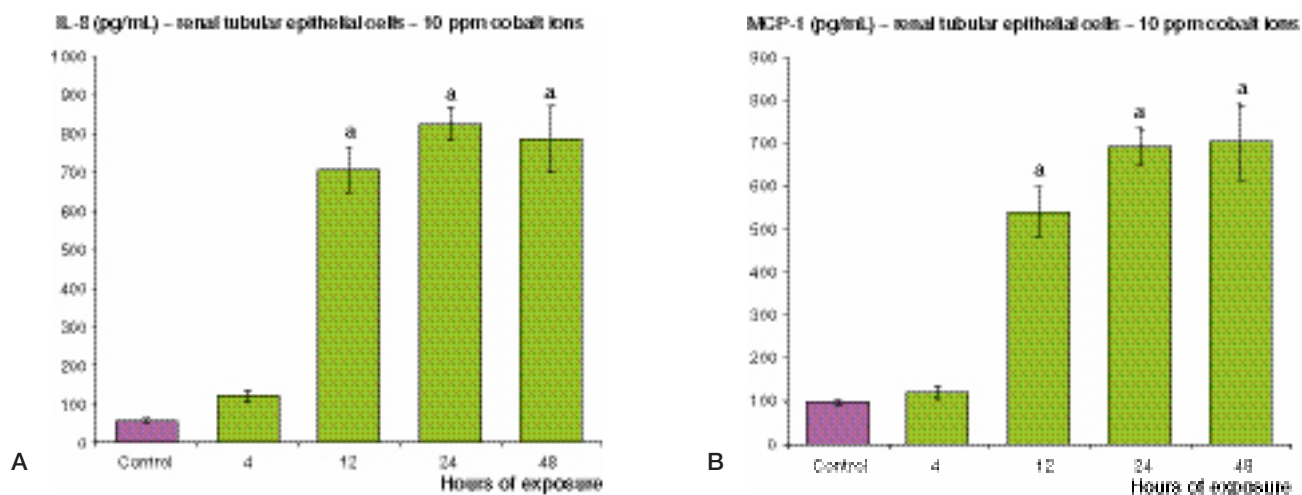 IL-8 (pg/mL) – renal tubular epithelial cells – 10 ppm cobalt ions
1000
900
800
700
600
500
400
300
200
100
0
a
a
a
Control
4
12
24
48
Hours of exposure
A
MCP-1 (pg/mL) – renal tubular epithelial cells – 10 ppm cobalt ions
900
800
700
600
500
400
300
200
100
0
a
a
a
Control
4
12
24
48
Hours of exposure
B